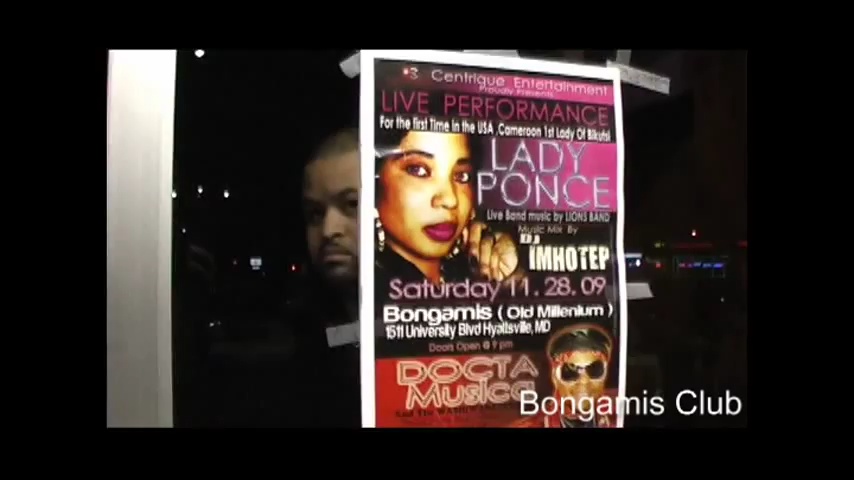 Centrique Entertainment
Proudly Presents
LIVE PERFORMANCE
For the first Time in the USA ,Cameroon 1st Lady Of Bikutsi
LADY
PONCE
Live Band music by LIONS BAND
Music Mix By
DJ
IMHOTEP
Saturday 11. 28. 09
Bongamis ( Old Millenium )
1511 University Blvd Hyattsville, MD
Doors Open @ 9 pm
DOCTA
Musica
And The
Bongamis Club